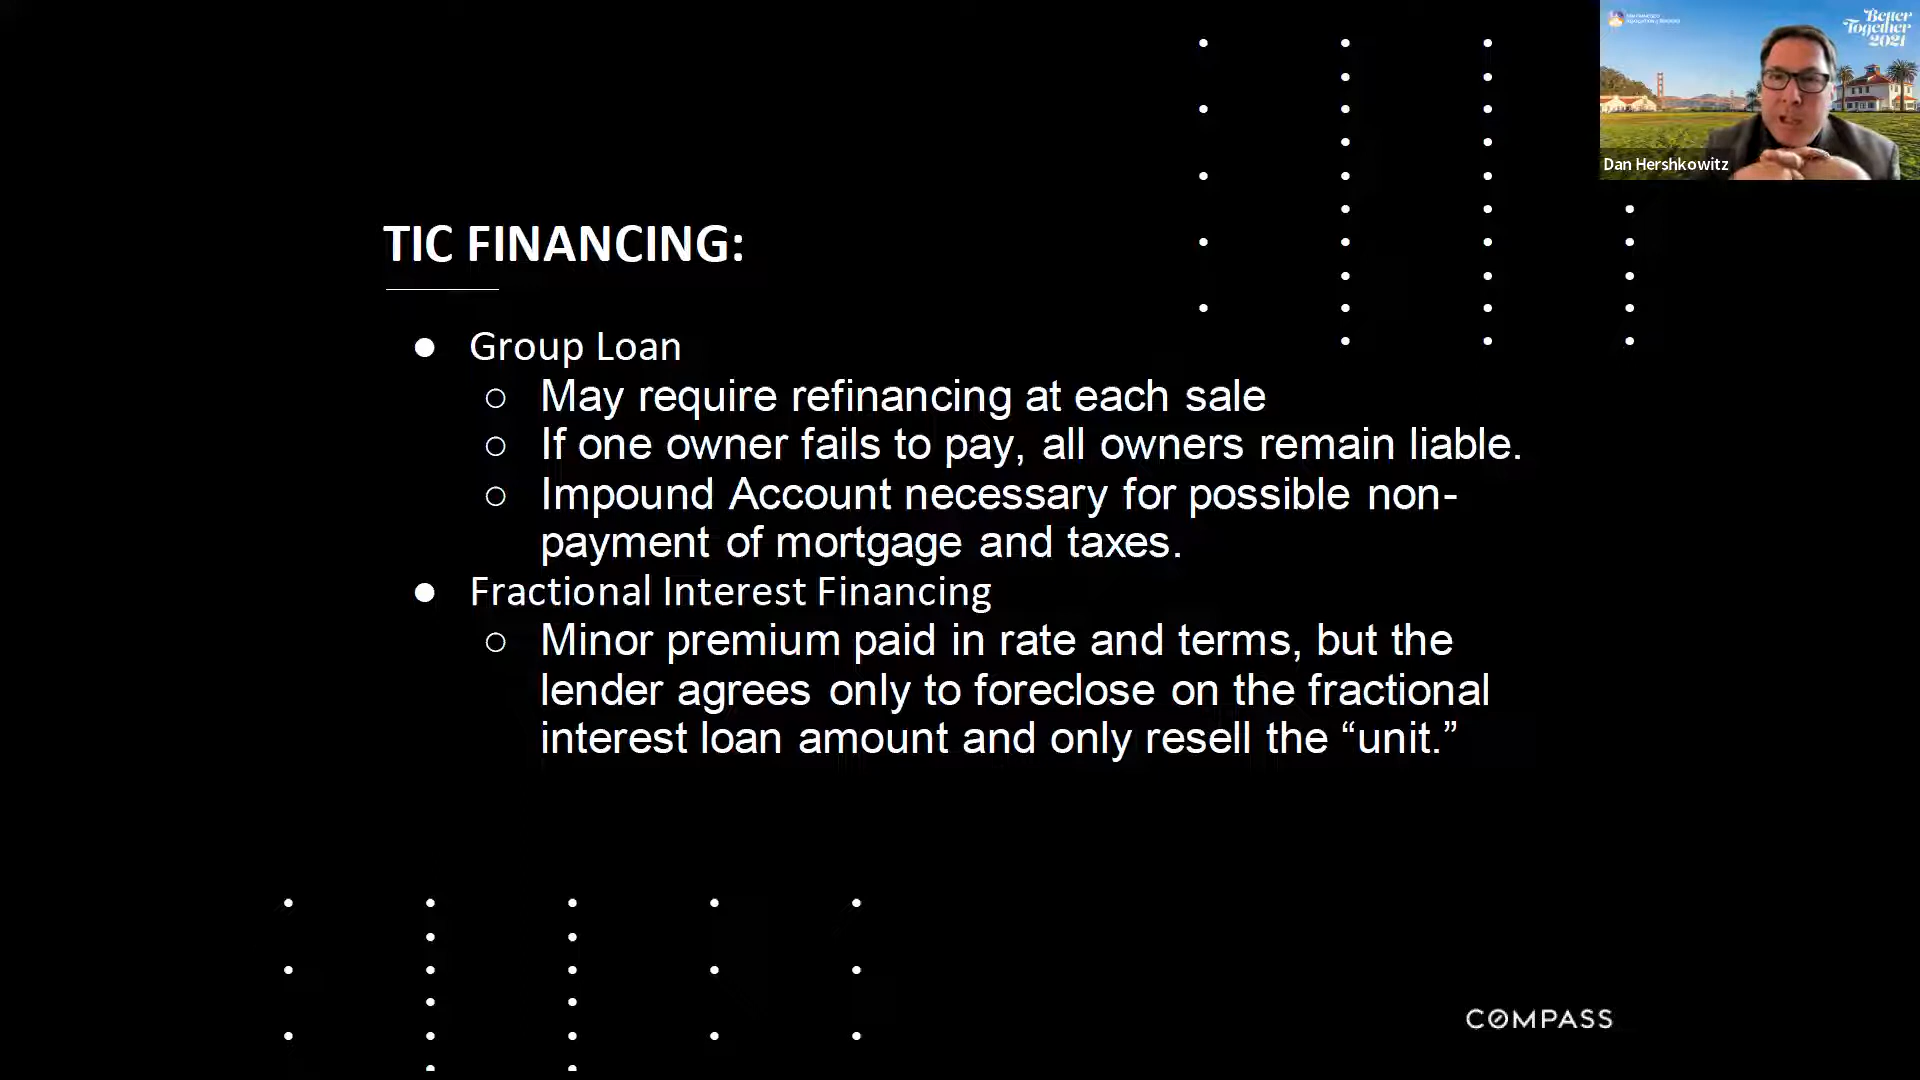 Better
Together
2021
Dan Hershkowitz
TIC FINANCING:
● Group Loan
○ May require refinancing at each sale
○ If one owner fails to pay, all owners remain liable.
○ Impound Account necessary for possible non-
payment of mortgage and taxes.
● Fractional Interest Financing
○ Minor premium paid in rate and terms, but the
lender agrees only to foreclose on the fractional
interest loan amount and only resell the “unit.”
COMPASS